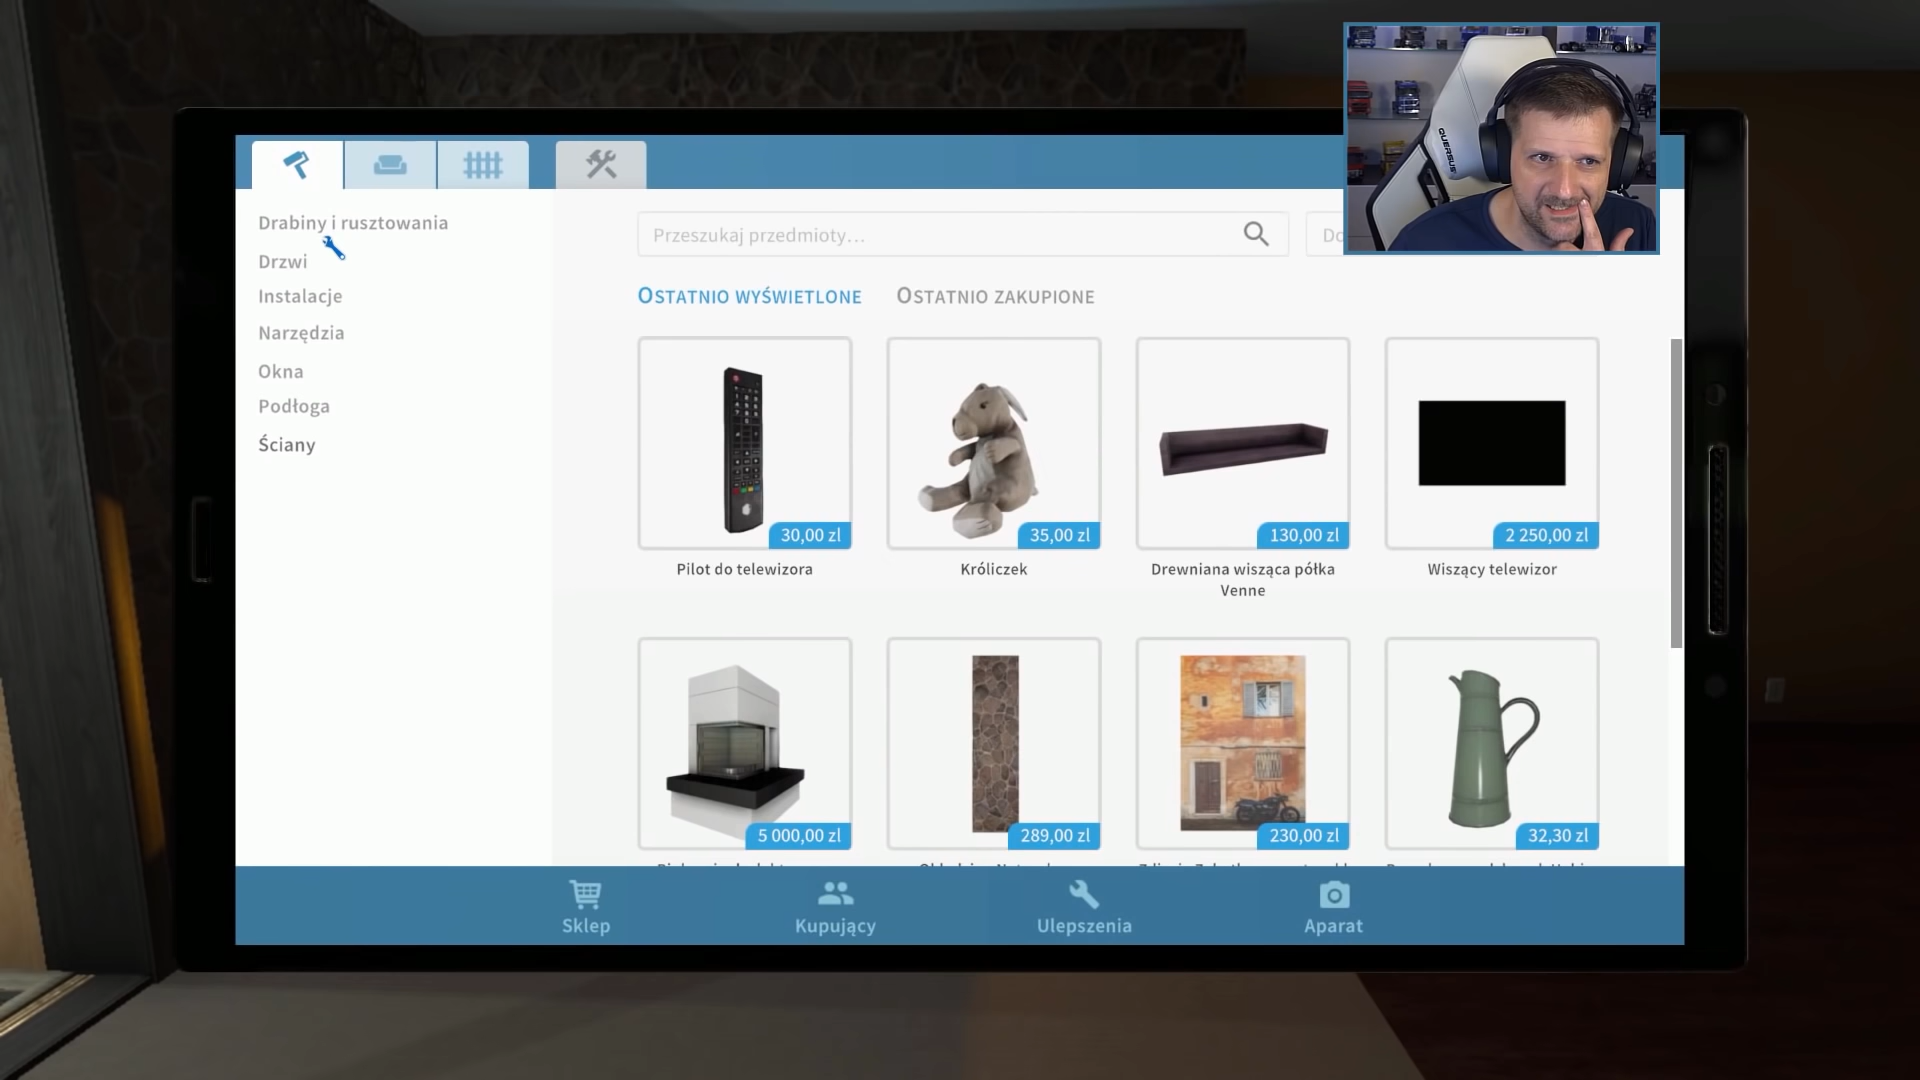 QUERSUS
Drabiny i rusztowania
Drzwi
Instalacje
Narzędzia
Okna
Podłoga
Ściany
Przeszukaj przedmioty...
OSTATNIO WYŚWIETLONE
OSTATNIO ZAKUPIONE
30,00 zl
35,00 zl
130,00 zl
2 250,00 zl
Pilot do telewizora
Króliczek
Drewniana wisząca półka
Venne
Wiszący telewizor
5 000,00 zl
289,00 zl
230,00 zl
32,30 zl
Sklep
Kupujący
Ulepszenia
Aparat